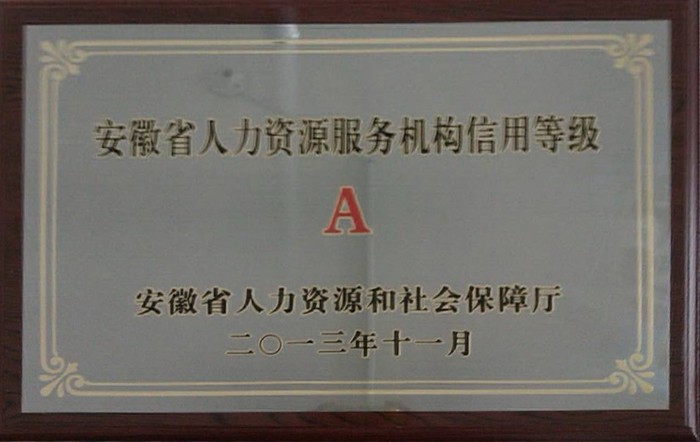 安徽省人力资源服务机构信用等级
A
安徽省人力资源和社会保障厅
二〇一三年十一月